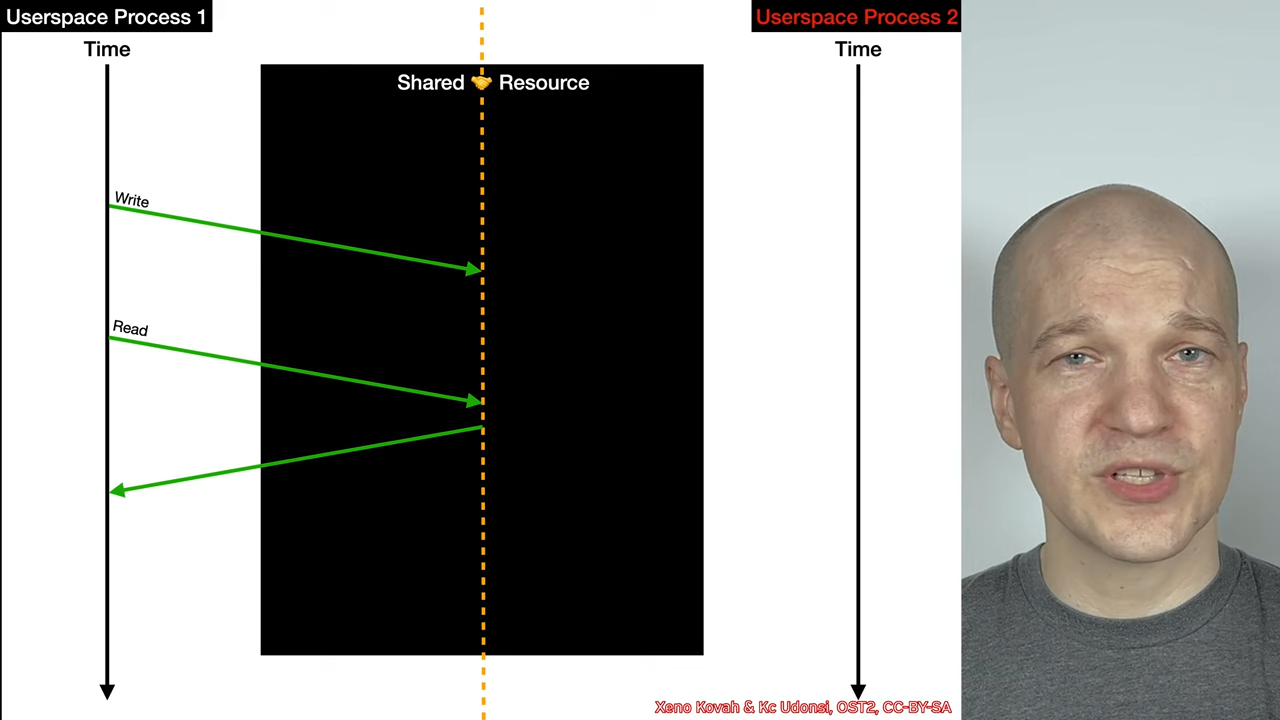 Userspace Process 1
Userspace Process 2
Time
Time
Shared 🤝 Resource
Write
Read
Xeno Kovah & Kc Udonsi, OST2, CC-BY-SA